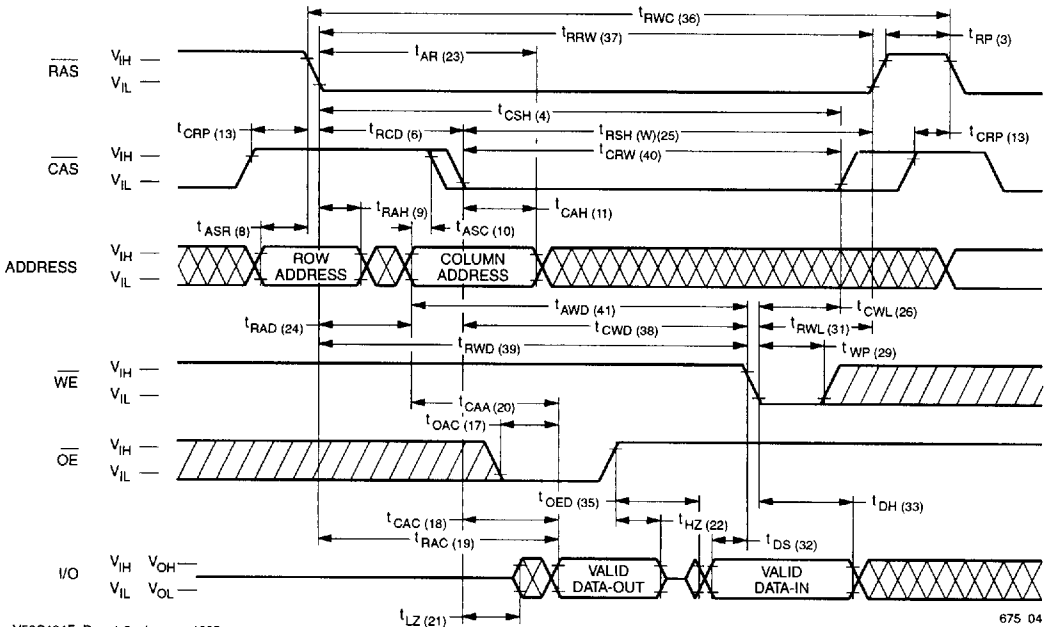 tRWC (36)
tRRW (37)
tRP (3)
tAR (23)
RAS VIH VIL
tCSH (4)
tCRP (13) tRCD (6) tRSH (W)(25) tCRP (13)
tCRW (40)
CAS VIH VIL
tRAH (9) tCAH (11)
tASR (8) tASC (10)
ADDRESS VIH VIL
ROW ADDRESS
COLUMN ADDRESS
tAWD (41) tCWL (26)
tRAD (24) tCWD (38) tRWL (31)
tRWD (39) tWP (29)
WE VIH VIL
tCAA (20)
tOAC (17)
OE VIH VIL
tOED (35) tDH (33)
tCAC (18) tHZ (22)
tRAC (19) tDS (32)
I/O VIH VOH VIL VOL
VALID DATA-OUT
VALID DATA-IN
tLZ (21)
675 04